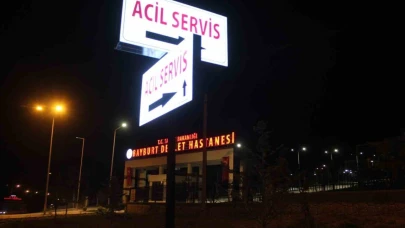 ACİL SERVİS
ACİL SERVİS
T.C.
BAYBURT DEVLET HASTANESİ